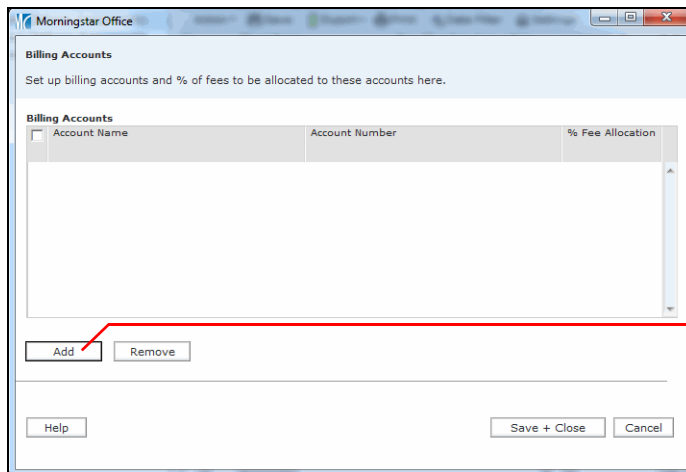 Morningstar Office
Billing Accounts
Set up billing accounts and % of fees to be allocated to these accounts here.
Billing Accounts
Account Name Account Number % Fee Allocation
Add Remove
Help Save + Close Cancel